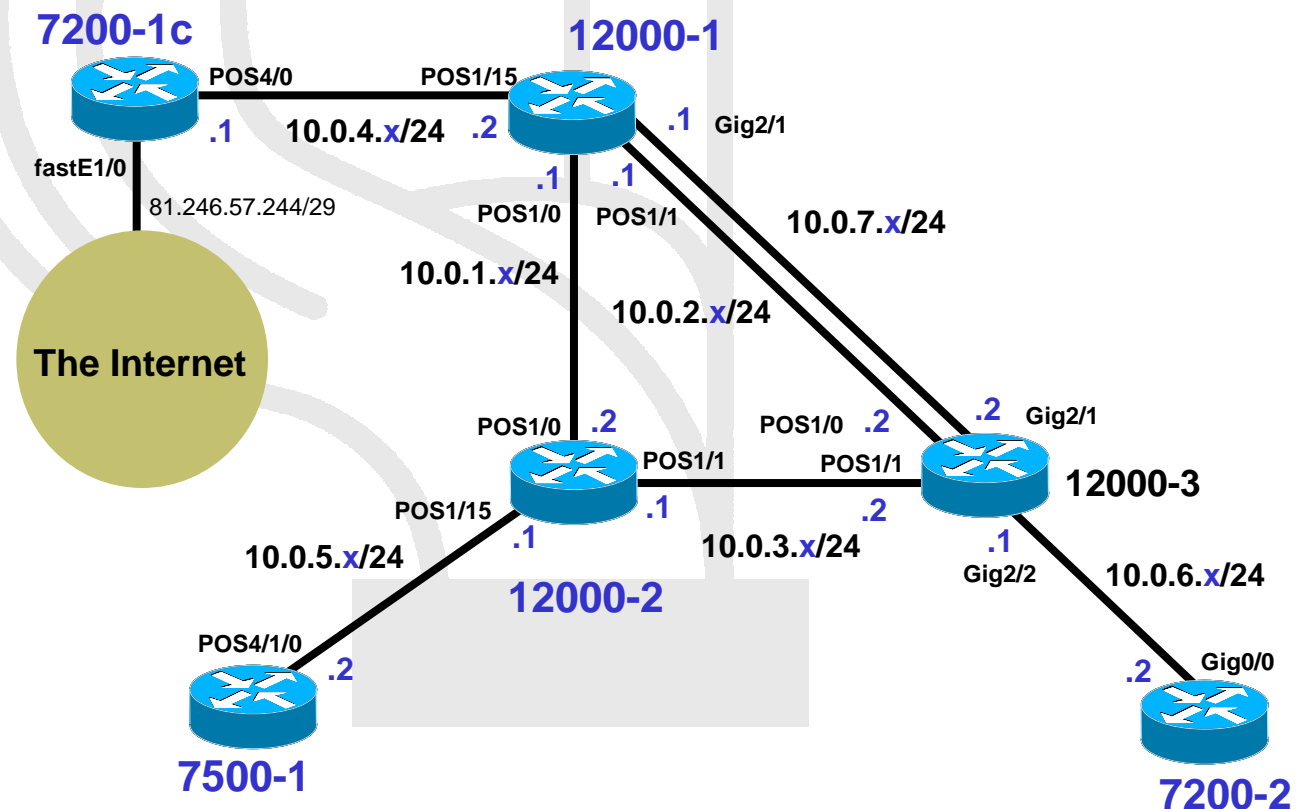 7200-1c
12000-1
POS4/0
POS1/15
.1
10.0.4.x/24
.2
.1
Gig2/1
fastE1/0
.1
.1
81.246.57.244/29
POS1/0
POS1/1
10.0.7.x/24
10.0.1.x/24
10.0.2.x/24
The Internet
POS1/0
.2
POS1/0
.2
.2
Gig2/1
POS1/1
POS1/1
12000-3
POS1/15
.1
.1
.2
10.0.5.x/24
10.0.3.x/24
.1
Gig2/2
10.0.6.x/24
12000-2
POS4/1/0
.2
.2
Gig0/0
7500-1
7200-2